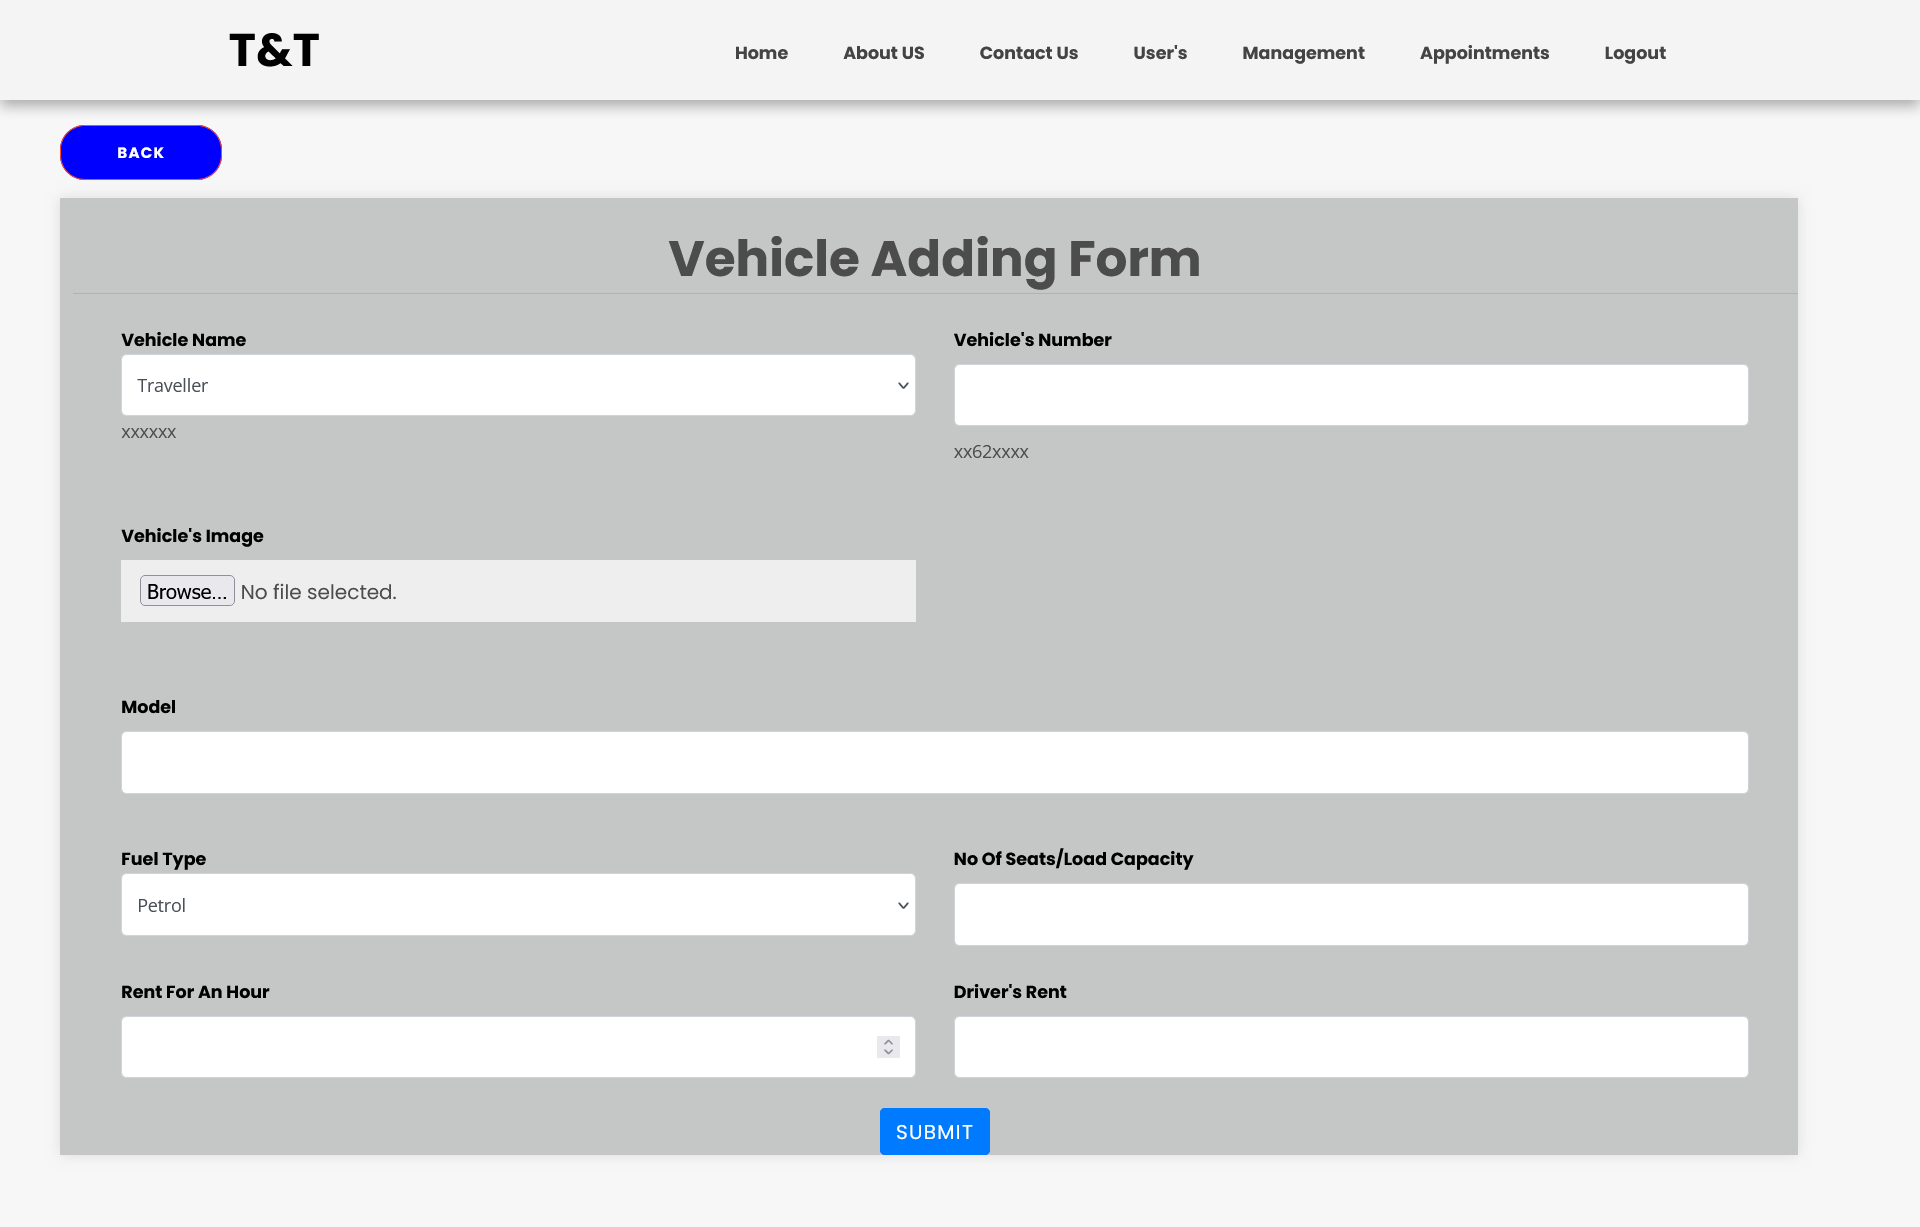 T&T
Home About US Contact Us User's Management Appointments Logout
BACK
Vehicle Adding Form
Vehicle Name Vehicle's Number
Traveller
xxxxxx
xx62xxxx
Vehicle's Image
Browse... No file selected.
Model
Fuel Type No Of Seats/Load Capacity
Petrol
Rent For An Hour Driver's Rent
SUBMIT